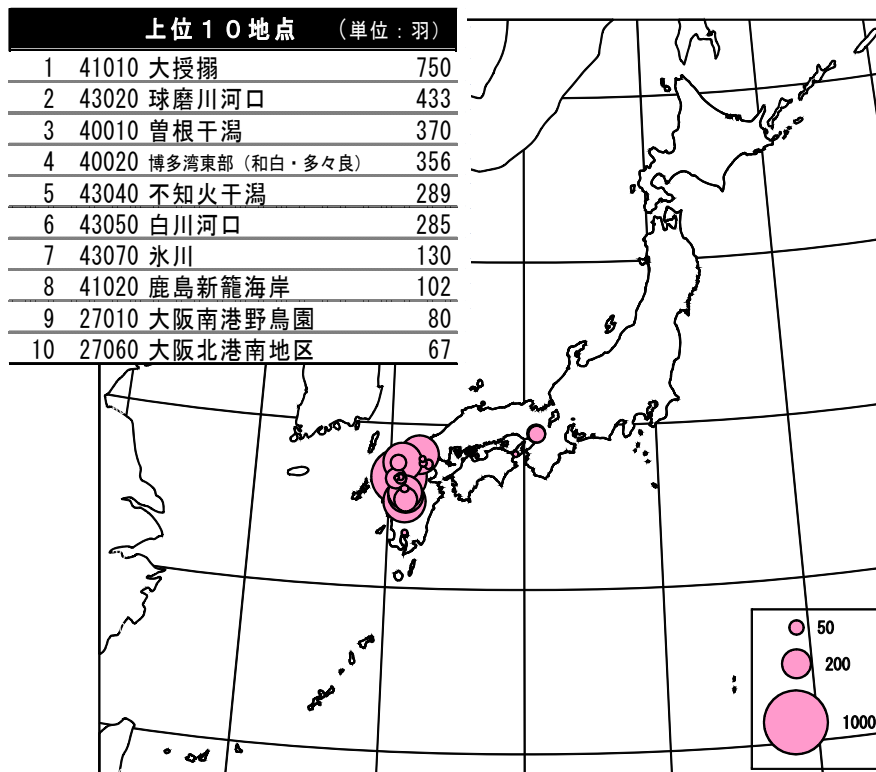 上位10地点 （単位：羽）
1 41010 大授搦 750
2 43020 球磨川河口 433
3 40010 曽根干潟 370
4 40020 博多湾東部（和白・多々良） 356
5 43040 不知火干潟 289
6 43050 白川河口 285
7 43070 氷川 130
8 41020 鹿島新籠海岸 102
9 27010 大阪南港野鳥園 80
10 27060 大阪北港南地区 67
50
200
1000